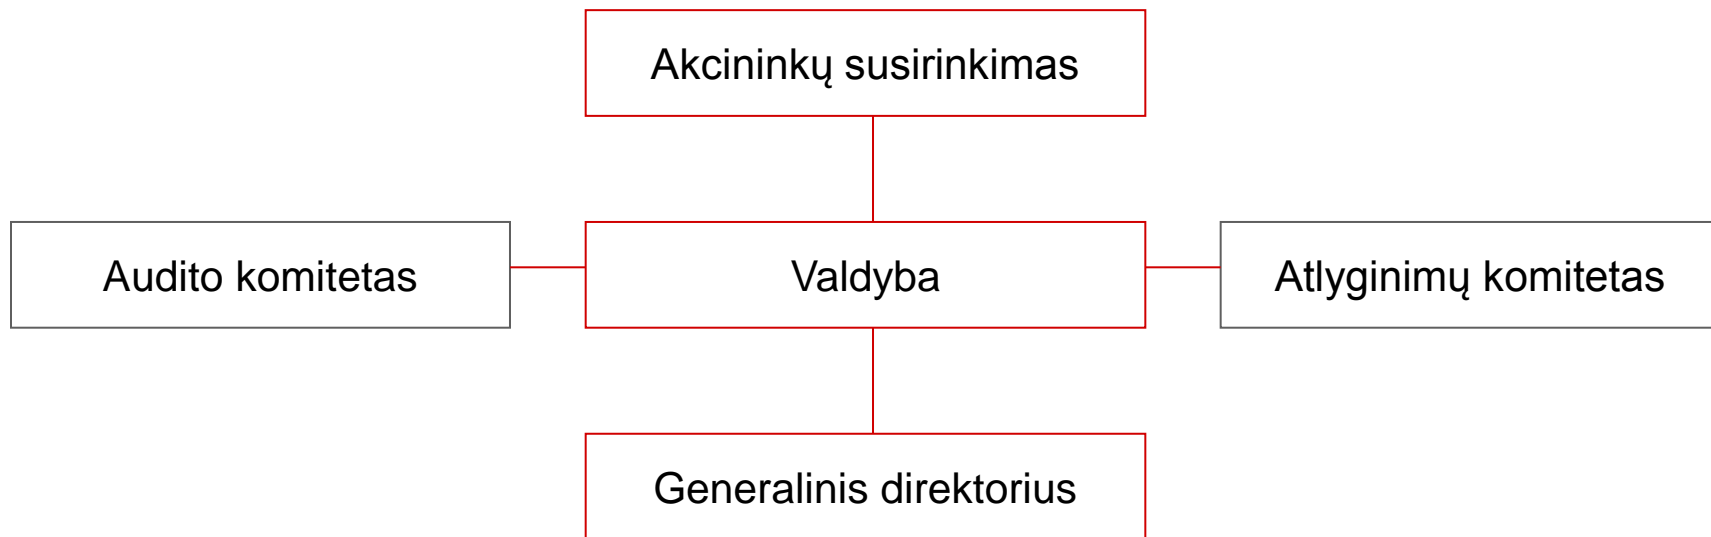 Akcininkų susirinkimas
Audito komitetas
Valdyba
Atlyginimų komitetas
Generalinis direktorius